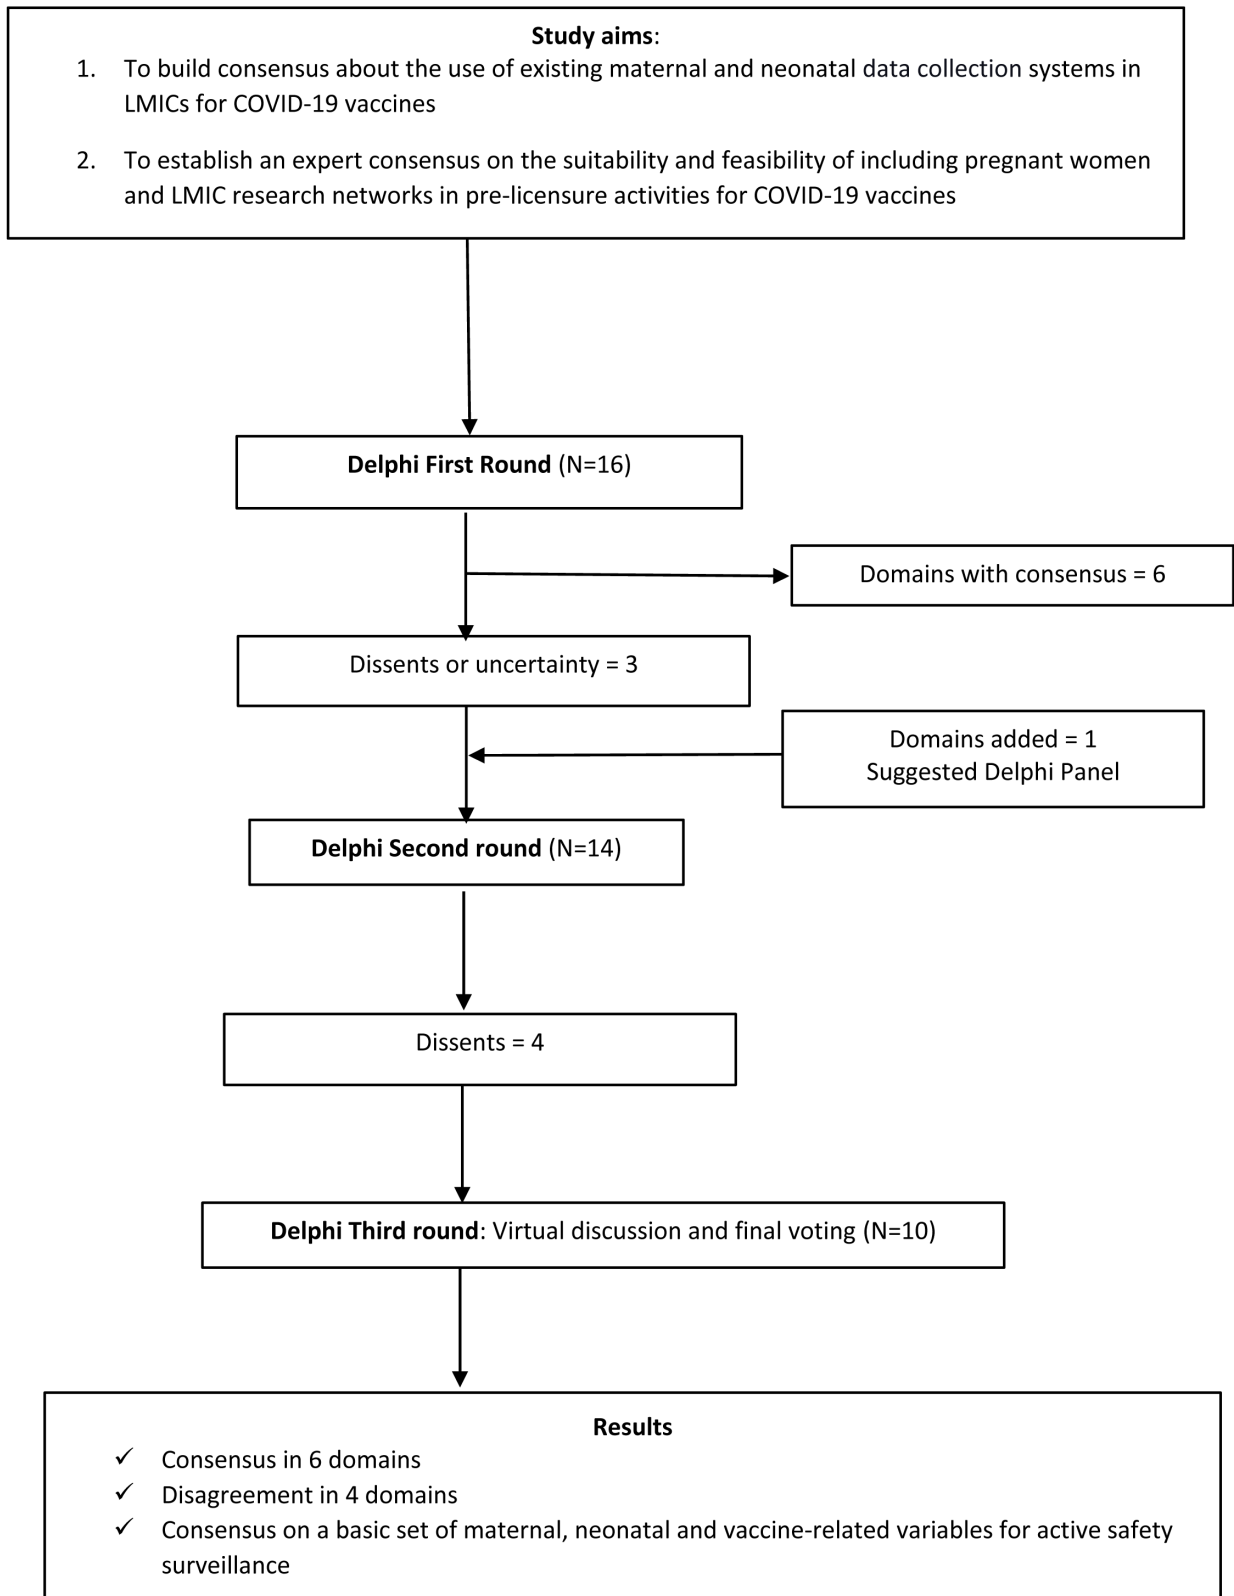 Study aims:
1. To build consensus about the use of existing maternal and neonatal data collection systems in
LMICs for COVID-19 vaccines
2. To establish an expert consensus on the suitability and feasibility of including pregnant women
and LMIC research networks in pre-licensure activities for COVID-19 vaccines
Delphi First Round (N=16)
Domains with consensus = 6
Dissents or uncertainty = 3
Domains added = 1
Suggested Delphi Panel
Delphi Second round (N=14)
Dissents = 4
Delphi Third round: Virtual discussion and final voting (N=10)
Results
✓ Consensus in 6 domains
✓ Disagreement in 4 domains
✓ Consensus on a basic set of maternal, neonatal and vaccine-related variables for active safety
surveillance